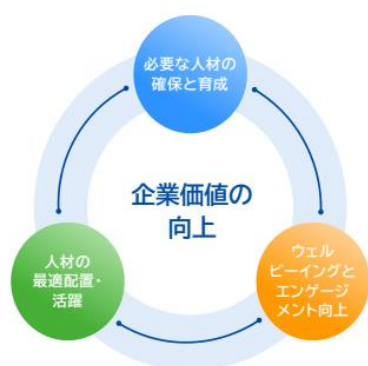 必要な人材の
確保と育成
企業価値の
向上
人材の
最適配置・
活躍
ウェル
ビーイングと
エンゲージ
メント向上